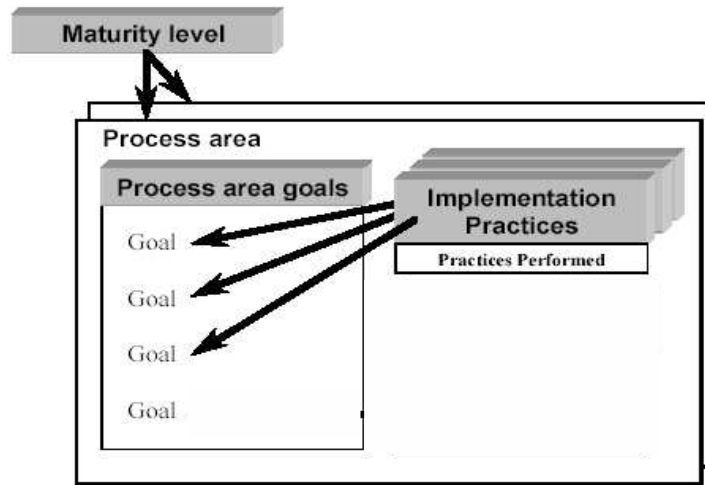 Maturity level
Process area
Process area goals
Goal
Goal
Goal
Goal
Implementation
Practices
Practices Performed